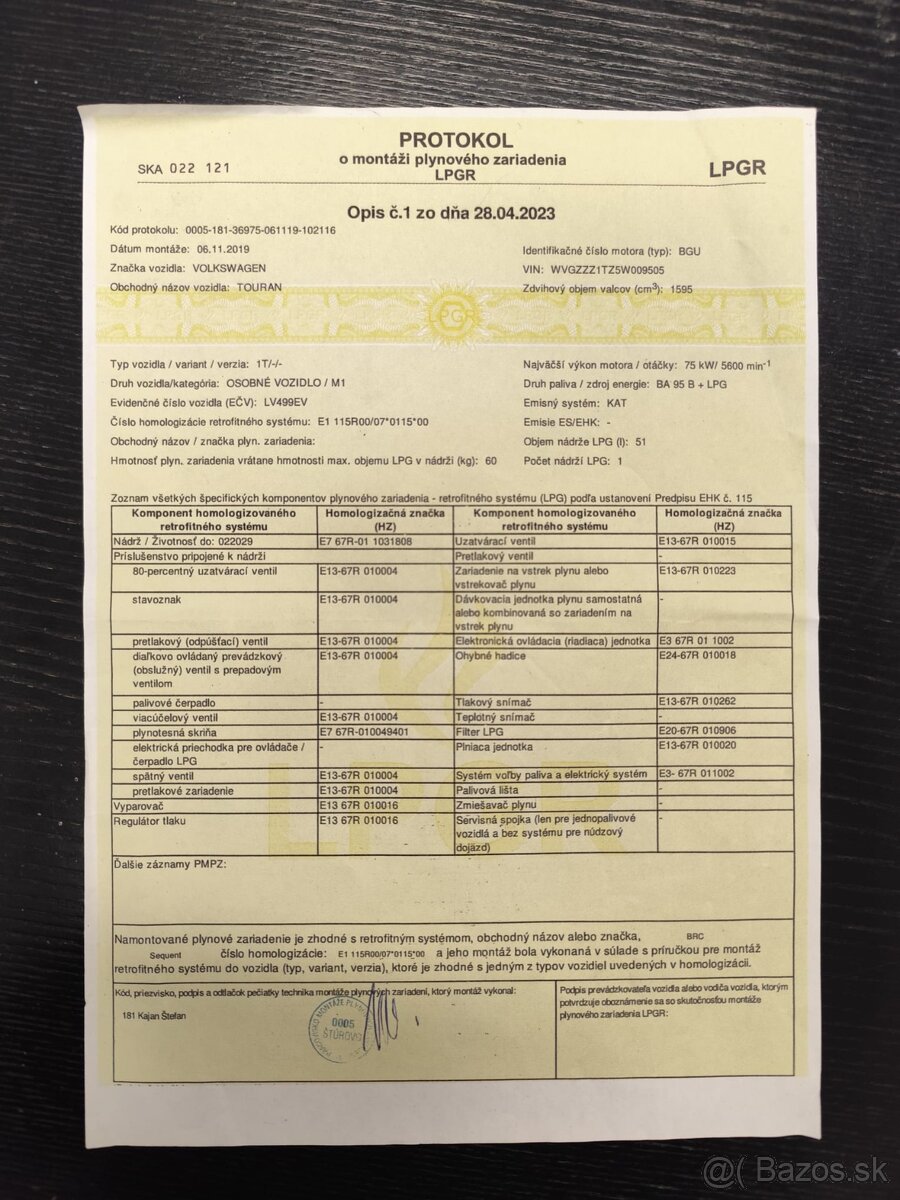 PROTOKOL
o montáži plynového zariadenia
LPGR
SKA 022 121
LPGR
Opis č.1 zo dňa 28.04.2023
Kód protokolu: 0005-181-36975-061119-102116
Dátum montáže: 06.11.2019
Identifikačné číslo motora (typ): BGU
Značka vozidla: VOLKSWAGEN
VIN: WVGZZZ1TZ5W009505
Obchodný názov vozidla: TOURAN
Zdvihový objem valcov (cm³): 1595
Typ vozidla / variant / verzia: 1T/-/-
Najväčší výkon motora / otáčky: 75 kW/ 5600 min⁻¹
Druh vozidla/kategória: OSOBNÉ VOZIDLO / M1
Druh paliva / zdroj energie: BA 95 B + LPG
Evidenčné číslo vozidla (EČV): LV499EV
Emisný systém: KAT
Číslo homologizácie retrofitného systému: E1 115R00/07*0115*00
Emisie ES/EHK: -
Obchodný názov / značka plyn. zariadenia:
Objem nádrže LPG (l): 51
Hmotnosť plyn. zariadenia vrátane hmotnosti max. objemu LPG v nádrži (kg): 60
Počet nádrží LPG: 1
Zoznam všetkých špecifických komponentov plynového zariadenia - retrofitného systému (LPG) podľa ustanovení Predpisu EHK č. 115
Komponent homologizovaného
retrofitného systému
Homologizačná značka
(HZ)
Komponent homologizovaného
retrofitného systému
Homologizačná značka
(HZ)
Nádrž / Životnosť do: 022029
E7 67R-01 1031808
Uzatvárací ventil
E13-67R 010015
Príslušenstvo pripojené k nádrži
Pretlakový ventil
-
80-percentný uzatvárací ventil
E13-67R 010004
Zariadenie na vstrek plynu alebo
vstrekovač plynu
E13-67R 010223
stavoznak
E13-67R 010004
Dávkovacia jednotka plynu samostatná
alebo kombinovaná so zariadením na
vstrek plynu
-
pretlakový (odpúšťací) ventil
E13-67R 010004
Elektronická ovládacia (riadiaca) jednotka
E3 67R 01 1002
diaľkovo ovládaný prevádzkový
(obslužný) ventil s prepadovým
ventilom
E13-67R 010004
Ohybné hadice
E24-67R 010018
palivové čerpadlo
-
Tlakový snímač
E13-67R 010262
viacúčelový ventil
E13-67R 010004
Teplotný snímač
-
plynotesná skriňa
E7 67R-010049401
Filter LPG
E20-67R 010906
elektrická priechodka pre ovládače /
čerpadlo LPG
-
Plniaca jednotka
E13-67R 010020
spätný ventil
E13-67R 010004
Systém voľby paliva a elektrický systém
E3- 67R 011002
pretlakové zariadenie
E13-67R 010004
Palivová lišta
-
Vyparovač
E13 67R 010016
Zmiešavač plynu
-
Regulátor tlaku
E13 67R 010016
Servisná spojka (len pre jednopalivové
vozidlá a bez systému pre núdzový
dojazd)
-
Ďalšie záznamy PMPZ:
Namontované plynové zariadenie je zhodné s retrofitným systémom, obchodný názov alebo značka, BRC
Sequent číslo homologizácie: E1 115R00/07*0115*00 a jeho montáž bola vykonaná v súlade s príručkou pre montáž
retrofitného systému do vozidla (typ, variant, verzia), ktoré je zhodné s jedným z typov vozidiel uvedených v homologizácii.
Kód, priezvisko, podpis a odtlačok pečiatky technika montáže plynových zariadení, ktorý montáž vykonal:
181 Kajan Štefan
0005
ŠTÚROVO
Podpis prevádzkovateľa vozidla alebo vodiča vozidla, ktorým
potvrdzuje oboznámenie sa so skutočnosťou montáže
plynového zariadenia LPGR:
@( Bazos.sk